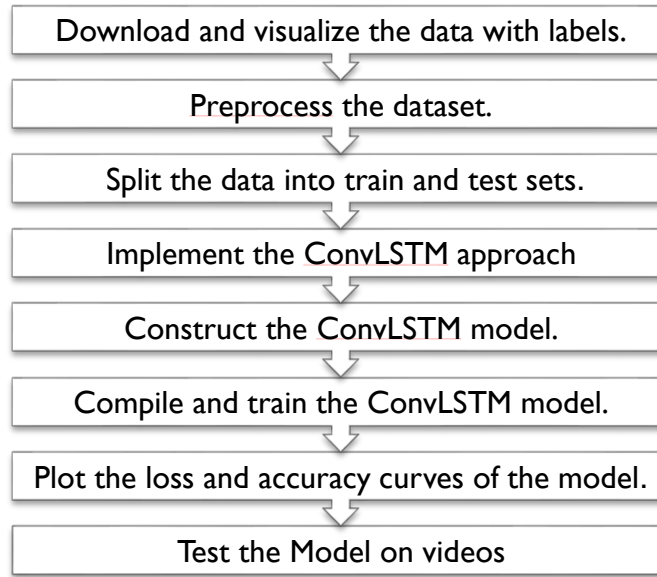 Download and visualize the data with labels.
Preprocess the dataset.
Split the data into train and test sets.
Implement the ConvLSTM approach
Construct the ConvLSTM model.
Compile and train the ConvLSTM model.
Plot the loss and accuracy curves of the model.
Test the Model on videos